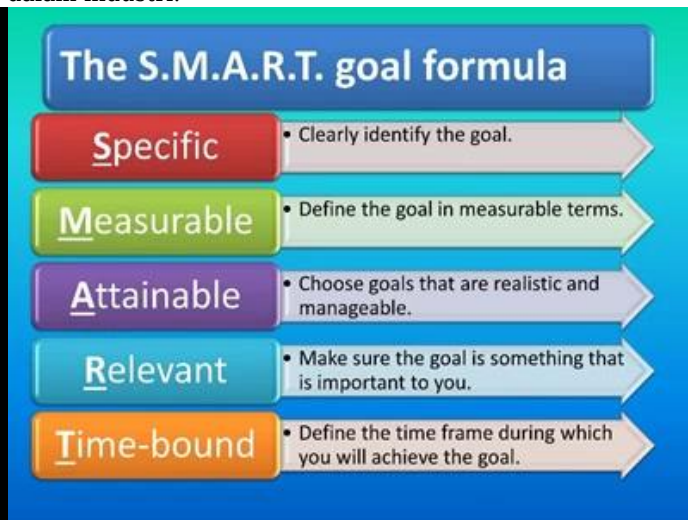 The S.M.A.R.T. goal formula
Specific
• Clearly identify the goal.
Measurable
• Define the goal in measurable terms.
Attainable
• Choose goals that are realistic and
manageable.
Relevant
• Make sure the goal is something that
is important to you.
Time-bound
• Define the time frame during which
you will achieve the goal.